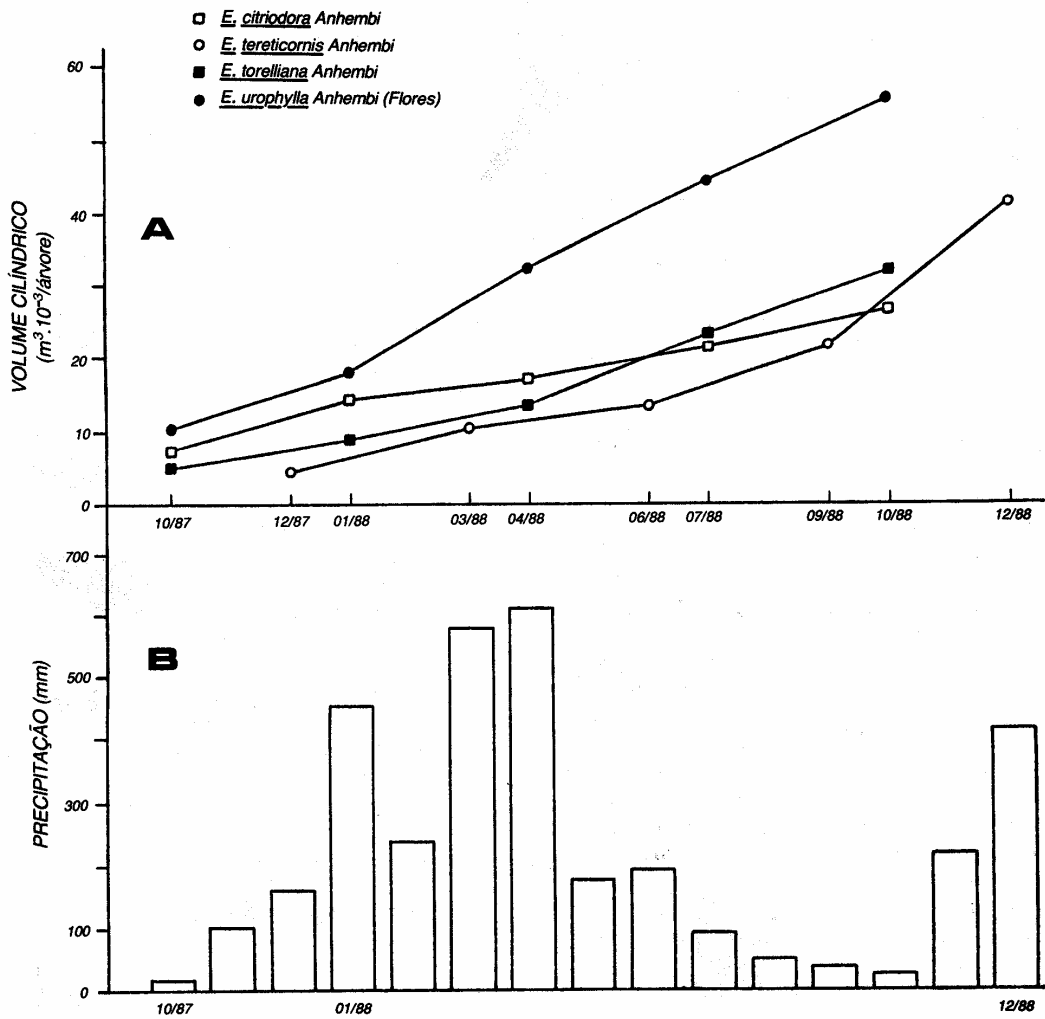 E. citriodora Anhembi
E. tereticornis Anhembi
E. torelliana Anhembi
E. urophylla Anhembi (Flores)
60
40
20
10
0
VOLUME CILÍNDRICO
(m³.10⁻³/árvore)
A
10/87 12/87 01/88 03/88 04/88 06/88 07/88 09/88 10/88 12/88
700
500
300
100
0
PRECIPITAÇÃO (mm)
B
10/87 01/88 12/88